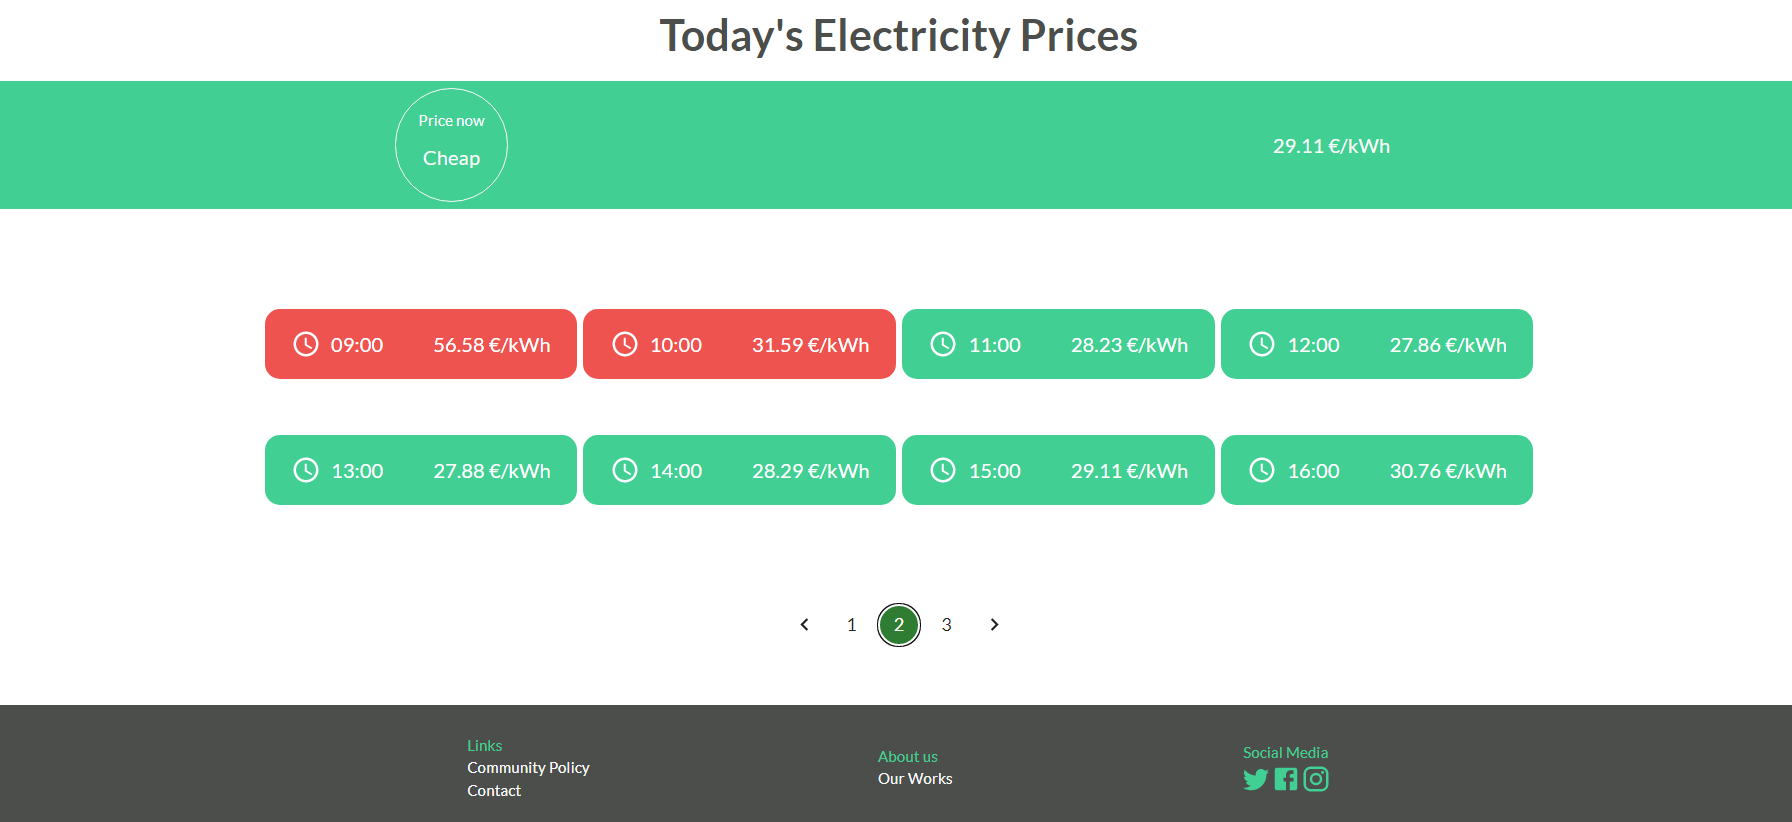 Today's Electricity Prices
Price now
Cheap
29.11 €/kWh
09:00 56.58 €/kWh
10:00 31.59 €/kWh
11:00 28.23 €/kWh
12:00 27.86 €/kWh
13:00 27.88 €/kWh
14:00 28.29 €/kWh
15:00 29.11 €/kWh
16:00 30.76 €/kWh
1 2 3
Links
Community Policy
Contact
About us
Our Works
Social Media